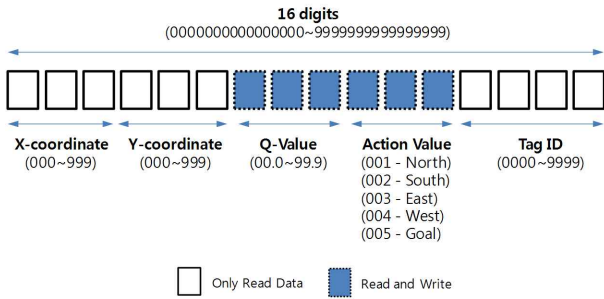 16 digits
(0000000000000000~9999999999999999)
X-coordinate
(000~999)
Y-coordinate
(000~999)
Q-Value
(00.0~99.9)
Action Value
(001 - North)
(002 - South)
(003 - East)
(004 - West)
(005 - Goal)
Tag ID
(0000~9999)
Only Read Data
Read and Write